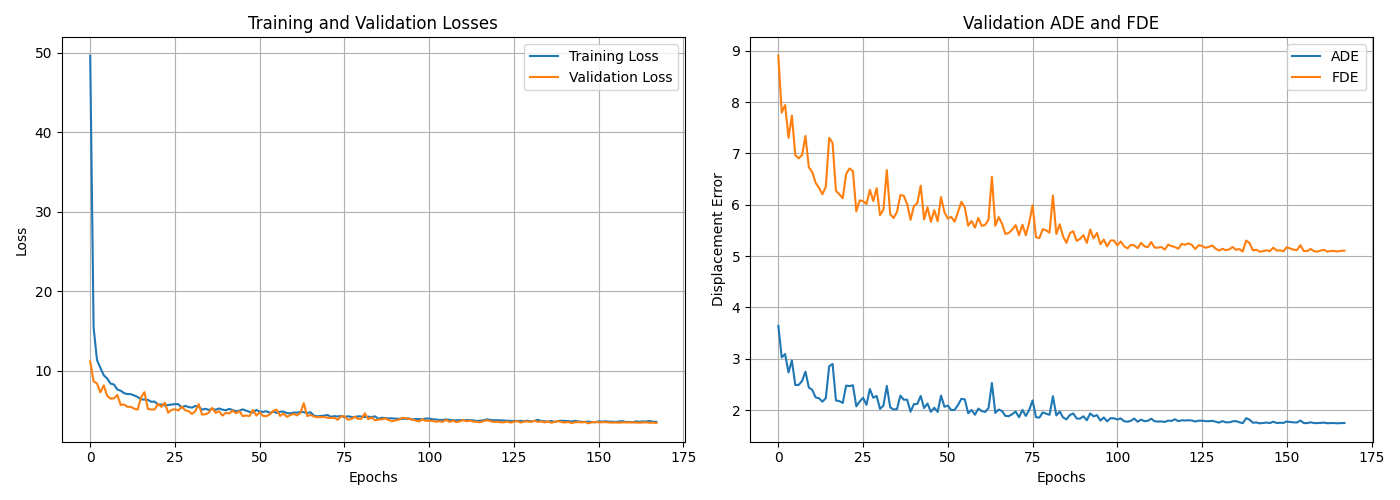 Training and Validation Losses
50
40
30
20
10
Loss
Training Loss
Validation Loss
0
25
50
75
100
125
150
175
Epochs
Validation ADE and FDE
9
8
7
6
5
4
3
2
Displacement Error
ADE
FDE
0
25
50
75
100
125
150
175
Epochs